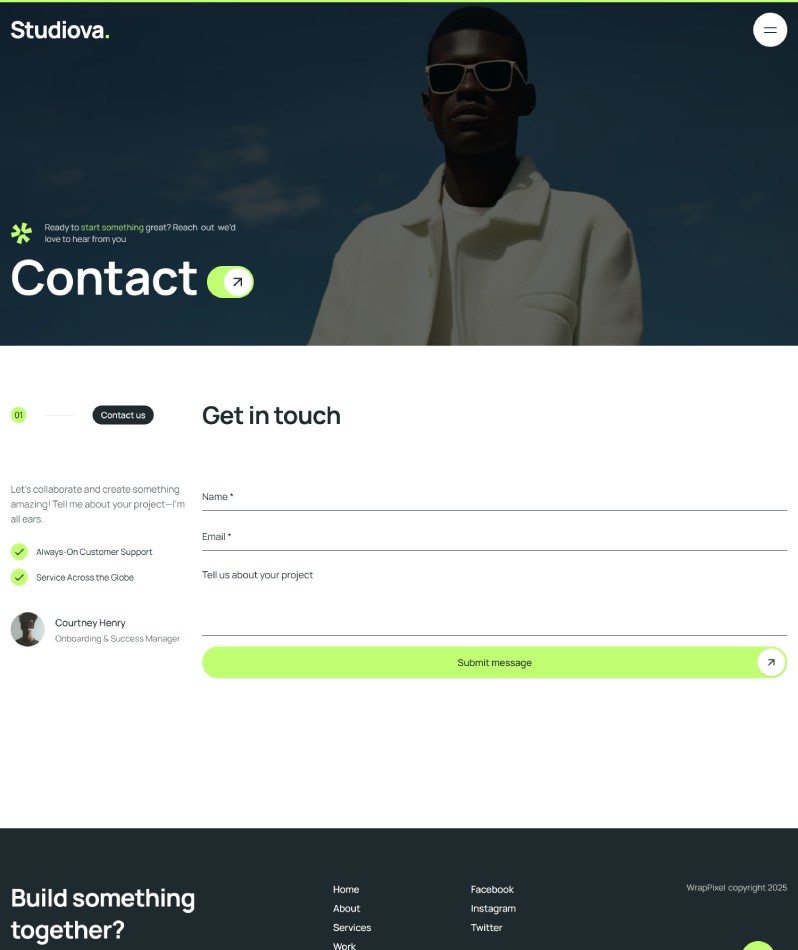 Studiova.
Ready to start something great? Reach out we'd
love to hear from you
Contact
01
Contact us
Get in touch
Let's collaborate and create something
amazing! Tell me about your project—I'm
all ears.
Always-On Customer Support
Service Across the Globe
Courtney Henry
Onboarding & Success Manager
Name *
Email *
Tell us about your project
Submit message
Build something
together?
Home
About
Services
Work
Facebook
Instagram
Twitter
WrapPixel copyright 2025